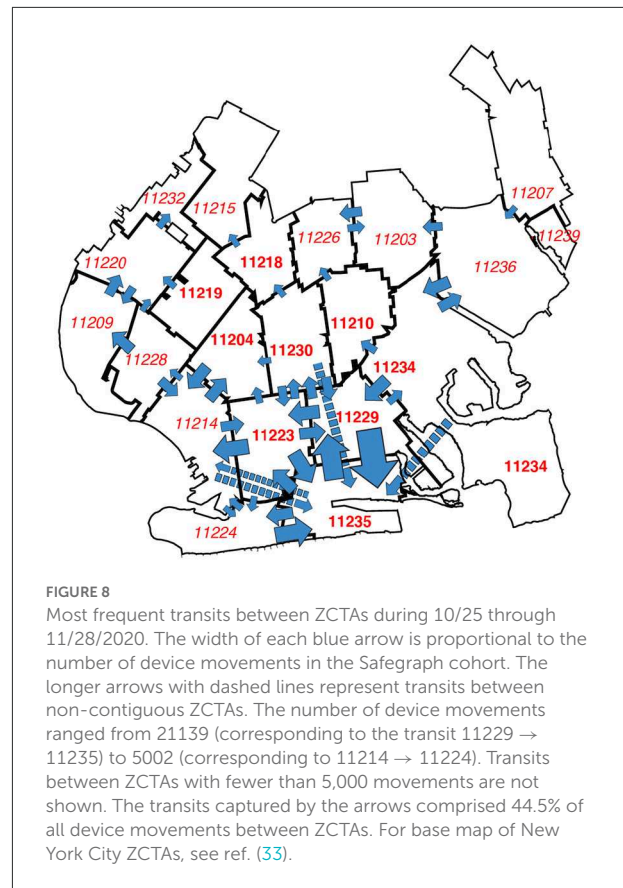 11232
11207
11215
11226
11203
11239
11218
11220
11236
11219
11209
11210
11204
11230
11228
11234
11214
11229
11223
11234
11235
11224
FIGURE 8
Most frequent transits between ZCTAs during 10/25 through
11/28/2020. The width of each blue arrow is proportional to the
number of device movements in the Safegraph cohort. The
longer arrows with dashed lines represent transits between
non-contiguous ZCTAs. The number of device movements
ranged from 21139 (corresponding to the transit 11229 →
11235) to 5002 (corresponding to 11214 → 11224). Transits
between ZCTAs with fewer than 5,000 movements are not
shown. The transits captured by the arrows comprised 44.5% of
all device movements between ZCTAs. For base map of New
York City ZCTAs, see ref. (33).